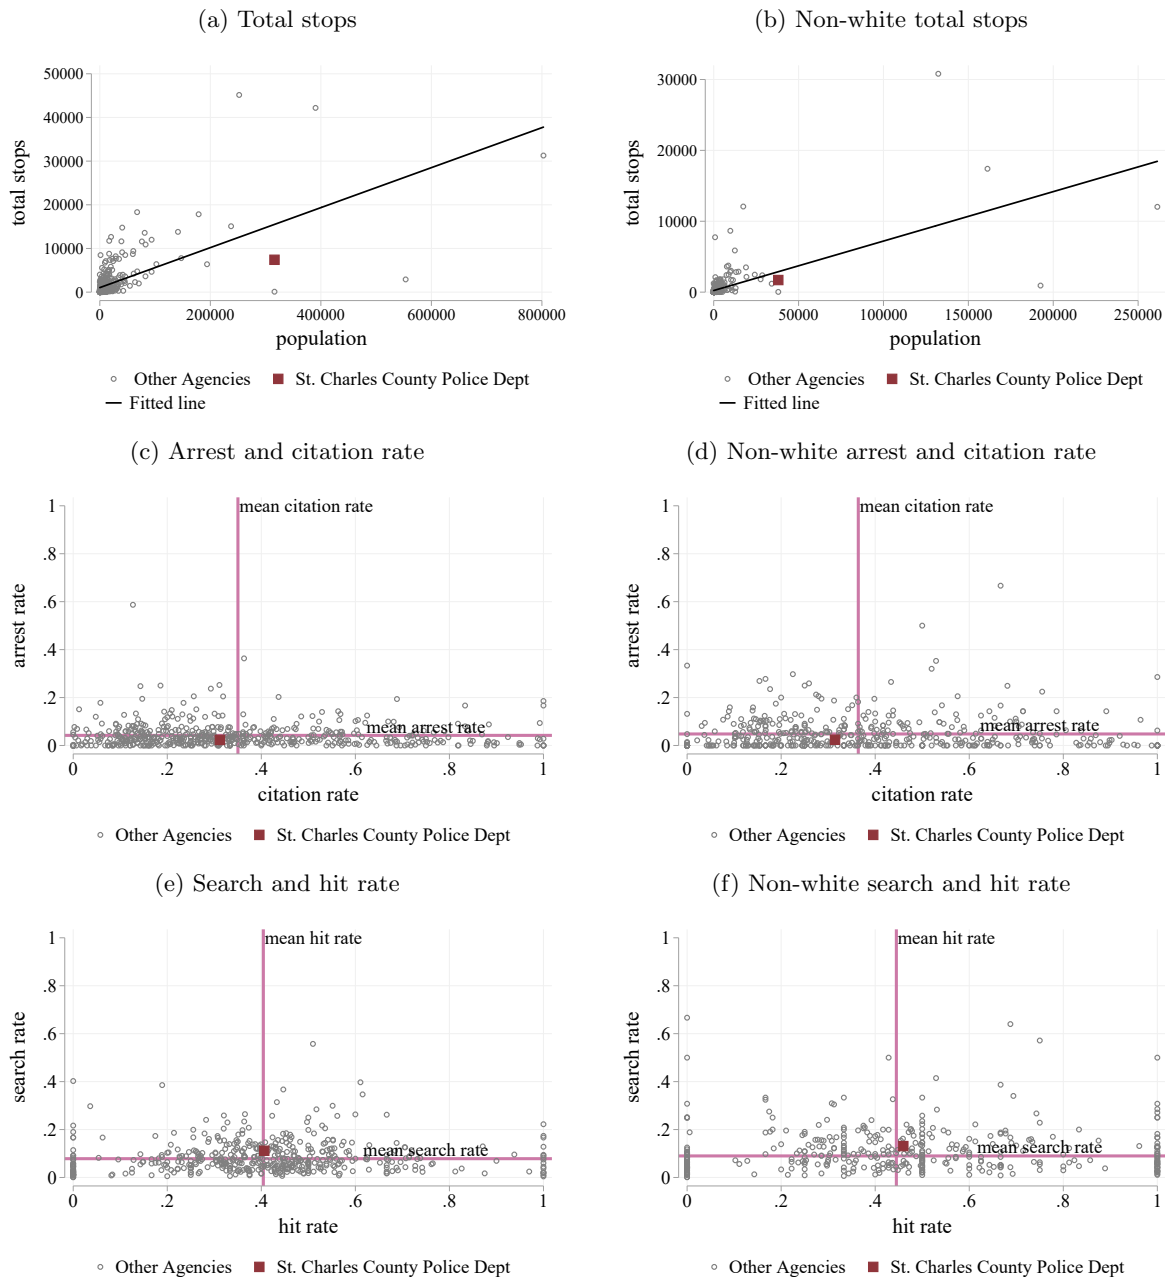 (a) Total stops
(b) Non-white total stops
total stops
50000
40000
30000
20000
10000
0
0 200000 400000 600000 800000
population
Other Agencies St. Charles County Police Dept
Fitted line
total stops
30000
20000
10000
0
0 50000 100000 150000 200000 250000
population
Other Agencies St. Charles County Police Dept
Fitted line
(c) Arrest and citation rate
(d) Non-white arrest and citation rate
arrest rate
1
.8
.6
.4
.2
0
mean citation rate
mean arrest rate
0 .2 .4 .6 .8 1
citation rate
Other Agencies St. Charles County Police Dept
arrest rate
1
.8
.6
.4
.2
0
mean citation rate
mean arrest rate
0 .2 .4 .6 .8 1
citation rate
Other Agencies St. Charles County Police Dept
(e) Search and hit rate
(f) Non-white search and hit rate
search rate
1
.8
.6
.4
.2
0
mean hit rate
mean search rate
0 .2 .4 .6 .8 1
hit rate
Other Agencies St. Charles County Police Dept
search rate
1
.8
.6
.4
.2
0
mean hit rate
mean search rate
0 .2 .4 .6 .8 1
hit rate
Other Agencies St. Charles County Police Dept